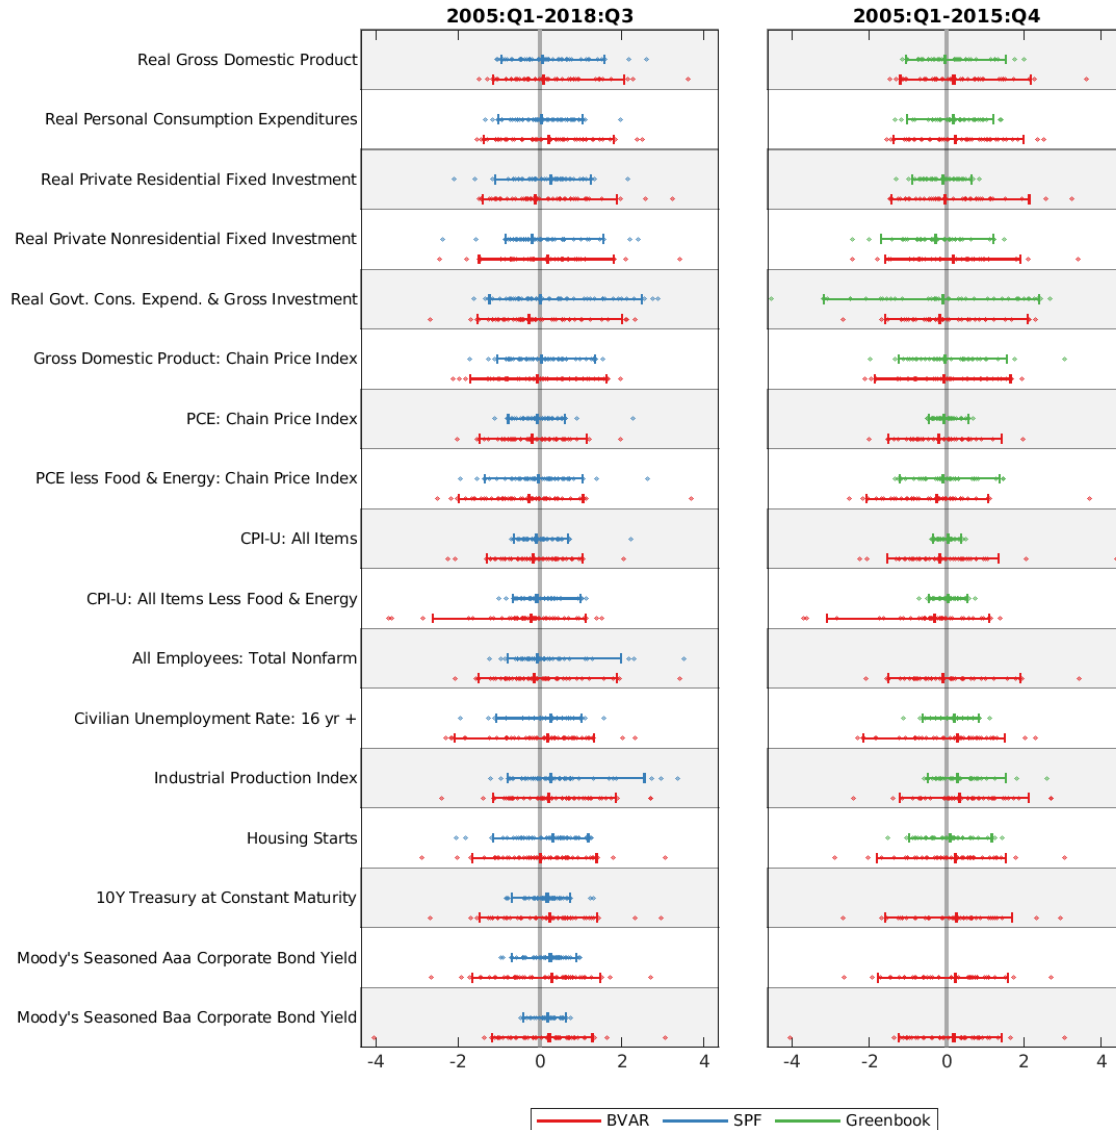 2005:Q1-2018:Q3
2005:Q1-2015:Q4
Real Gross Domestic Product
Real Personal Consumption Expenditures
Real Private Residential Fixed Investment
Real Private Nonresidential Fixed Investment
Real Govt. Cons. Expend. & Gross Investment
Gross Domestic Product: Chain Price Index
PCE: Chain Price Index
PCE less Food & Energy: Chain Price Index
CPI-U: All Items
CPI-U: All Items Less Food & Energy
All Employees: Total Nonfarm
Civilian Unemployment Rate: 16 yr +
Industrial Production Index
Housing Starts
10Y Treasury at Constant Maturity
Moody's Seasoned Aaa Corporate Bond Yield
Moody's Seasoned Baa Corporate Bond Yield
-4 -2 0 2 4
-4 -2 0 2 4
BVAR SPF Greenbook